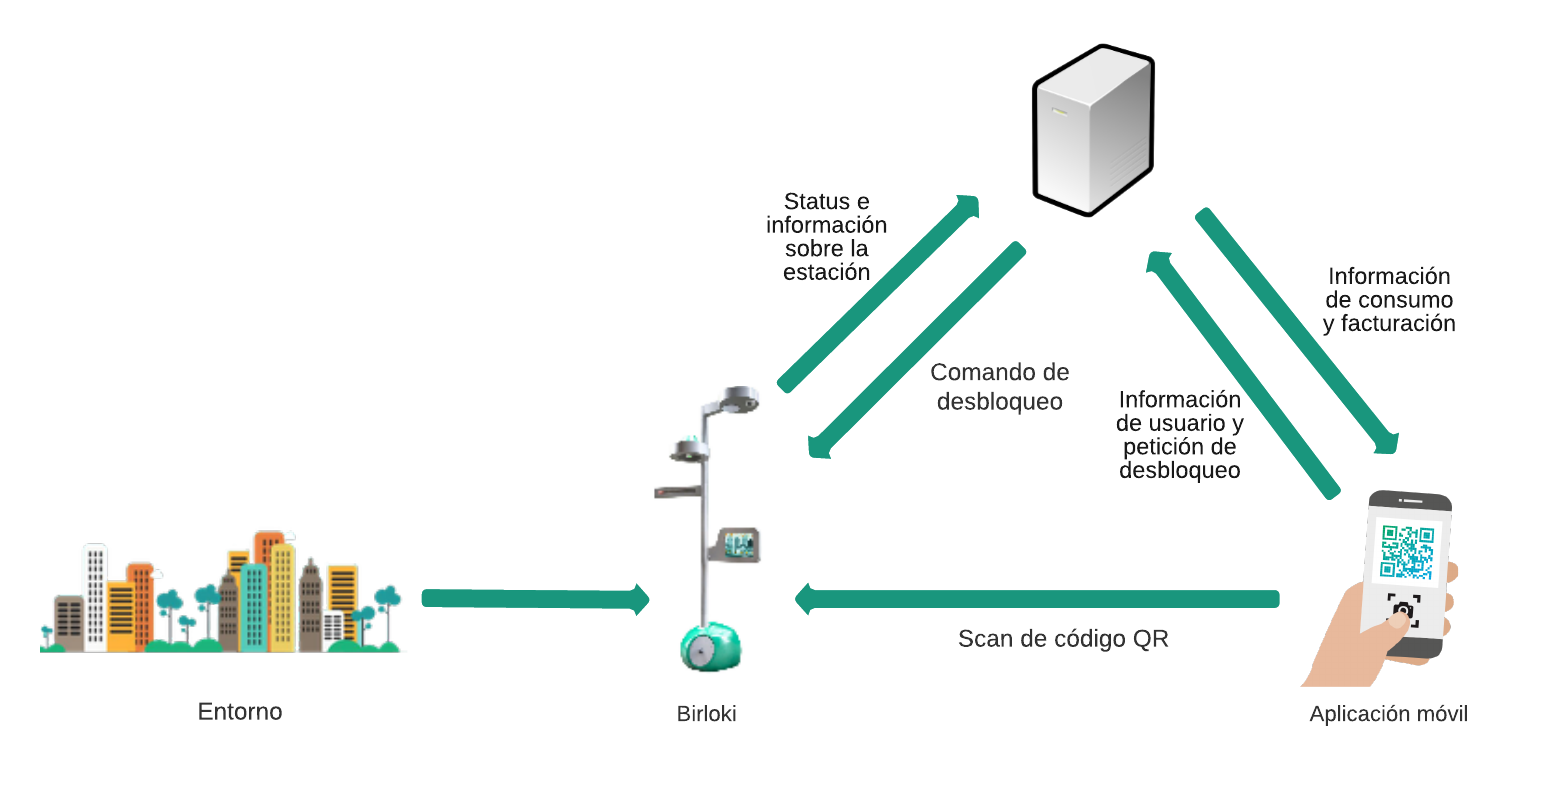 Status e
información
sobre la
estación
Información
de consumo
y facturación
Comando de
desbloqueo
Información
de usuario y
petición de
desbloqueo
Scan de código QR
Entorno
Birloki
Aplicación móvil